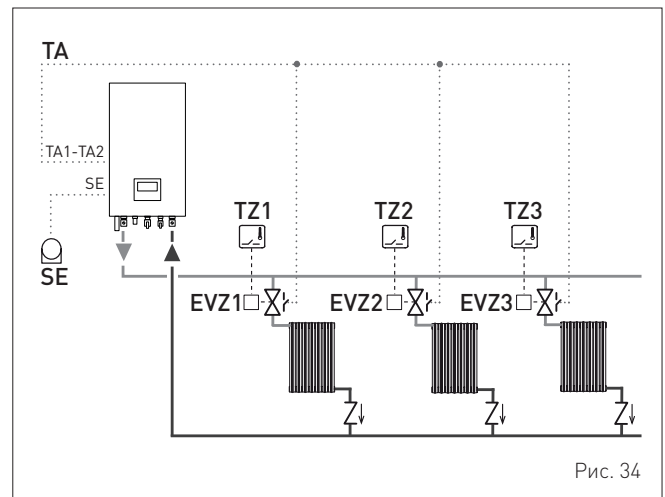 TA
TA1-TA2
SE
SE
TZ1
TZ2
TZ3
EVZ1
EVZ2
EVZ3
Рис. 34